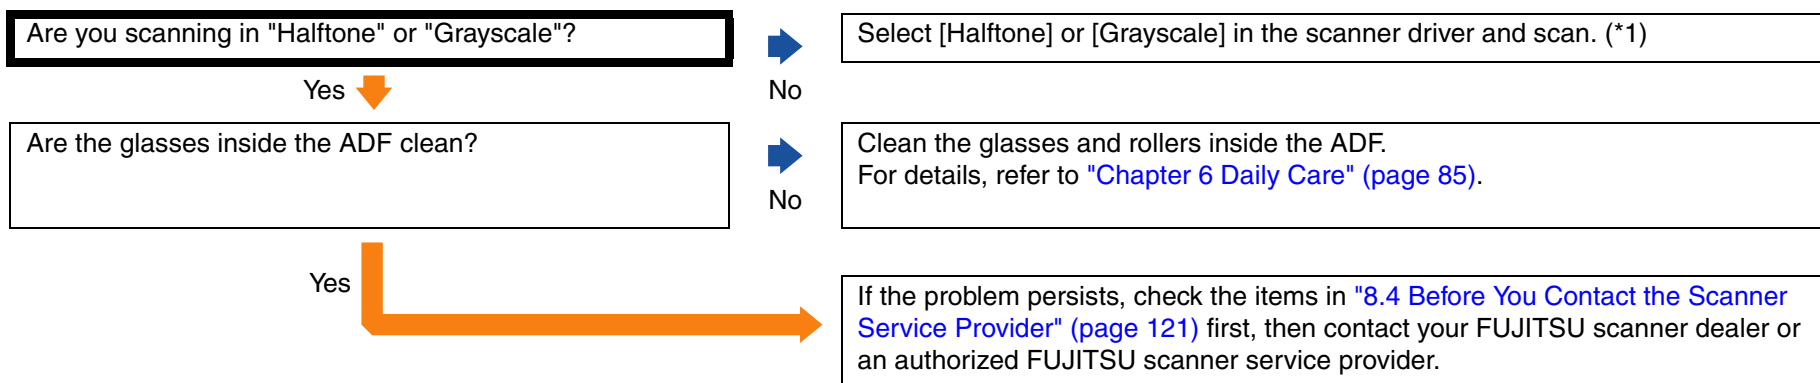 Are you scanning in "Halftone" or "Grayscale"?
Select [Halftone] or [Grayscale] in the scanner driver and scan. (*1)
Yes
No
Are the glasses inside the ADF clean?
Clean the glasses and rollers inside the ADF.
For details, refer to "Chapter 6 Daily Care" (page 85).
No
Yes
If the problem persists, check the items in "8.4 Before You Contact the Scanner
Service Provider" (page 121) first, then contact your FUJITSU scanner dealer or
an authorized FUJITSU scanner service provider.